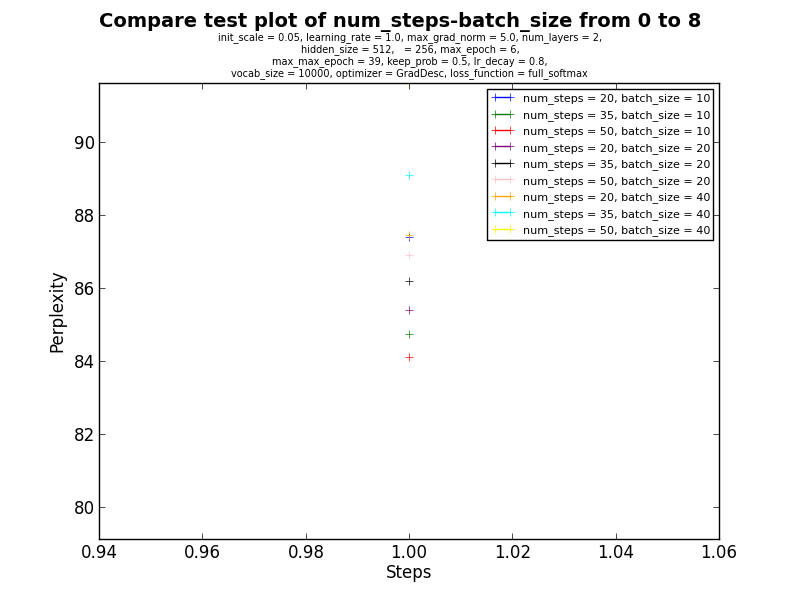 Compare test plot of num_steps-batch_size from 0 to 8
init_scale = 0.05, learning_rate = 1.0, max_grad_norm = 5.0, num_layers = 2,
hidden_size = 512,   = 256, max_epoch = 6,
max_max_epoch = 39, keep_prob = 0.5, lr_decay = 0.8,
vocab_size = 10000, optimizer = GradDesc, loss_function = full_softmax
num_steps = 20, batch_size = 10
num_steps = 35, batch_size = 10
num_steps = 50, batch_size = 10
num_steps = 20, batch_size = 20
num_steps = 35, batch_size = 20
num_steps = 50, batch_size = 20
num_steps = 20, batch_size = 40
num_steps = 35, batch_size = 40
num_steps = 50, batch_size = 40
Perplexity
90
88
86
84
82
80
0.94 0.96 0.98 1.00 1.02 1.04 1.06
Steps